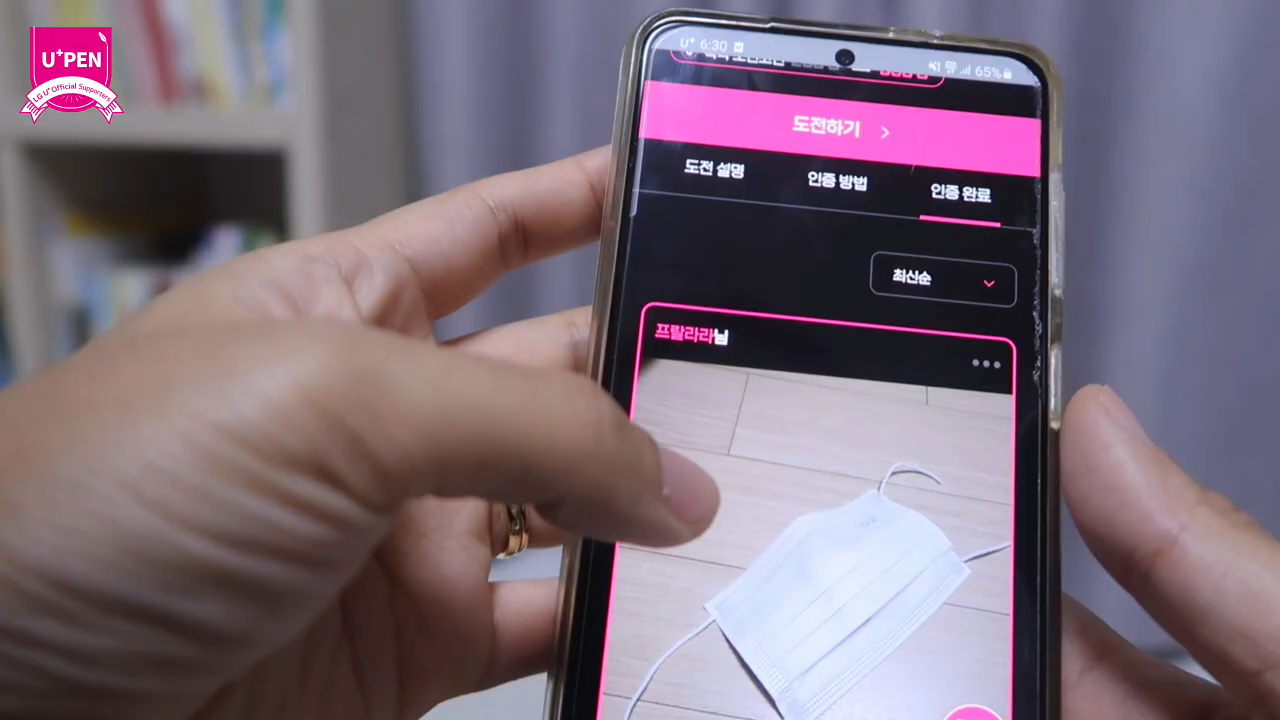 U+PEN
LG U+ Official Supporters
U+ 6:30
65%
도전하기 >
도전 설명
인증 방법
인증 완료
최신순
프랄라라님